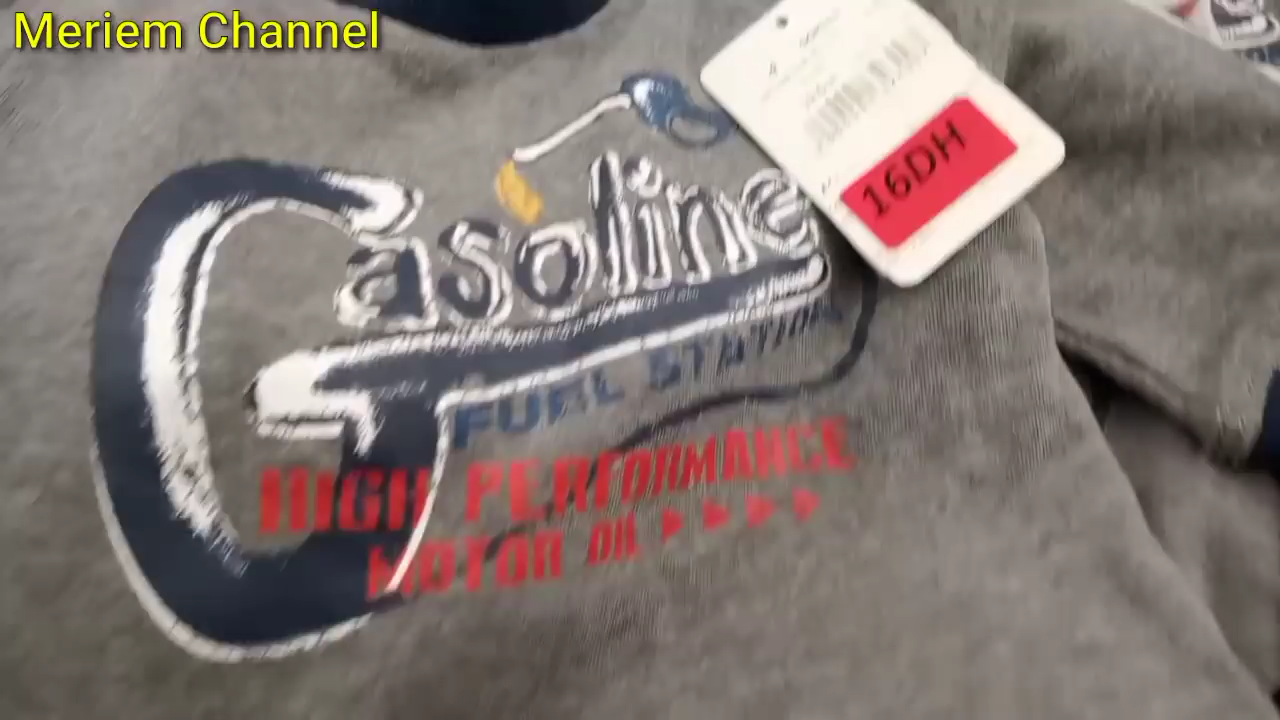 Meriem Channel
16DH
Gasoline
FUEL STATION
HIGH PERFORMANCE
MOTOR OIL